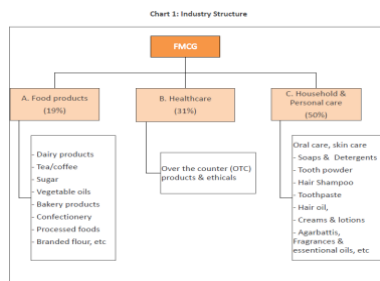 Chart 1: Industry Structure
FMCG
A. Food products
(19%)
B. Healthcare
(31%)
C. Household &
Personal care
(50%)
- Dairy products
- Tea/coffee
- Sugar
- Vegetable oils
- Bakery products
- Confectionery
- Processed foods
- Branded flour, etc
Over the counter (OTC)
products & ethicals
Oral care, skin care
- Soaps & Detergents
- Tooth powder
- Hair Shampoo
- Toothpaste
- Hair oil,
- Creams & lotions
- Agarbattis,
Fragrances &
essentional oils, etc